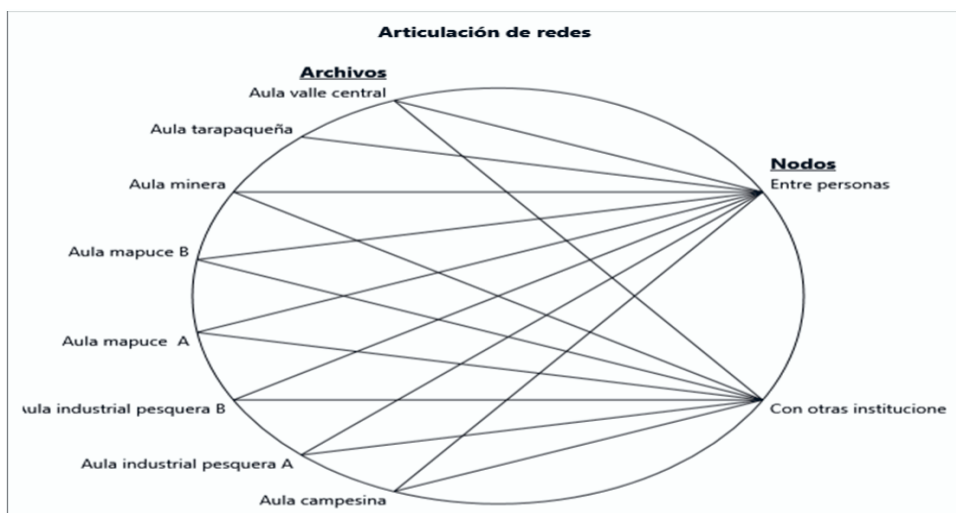 Articulación de redes
Archivos
Aula valle central
Aula tarapaqueña
Aula minera
Aula mapuce B
Aula mapuce A
ula industrial pesquera B
Aula industrial pesquera A
Aula campesina
Nodos
Entre personas
Con otras institucione